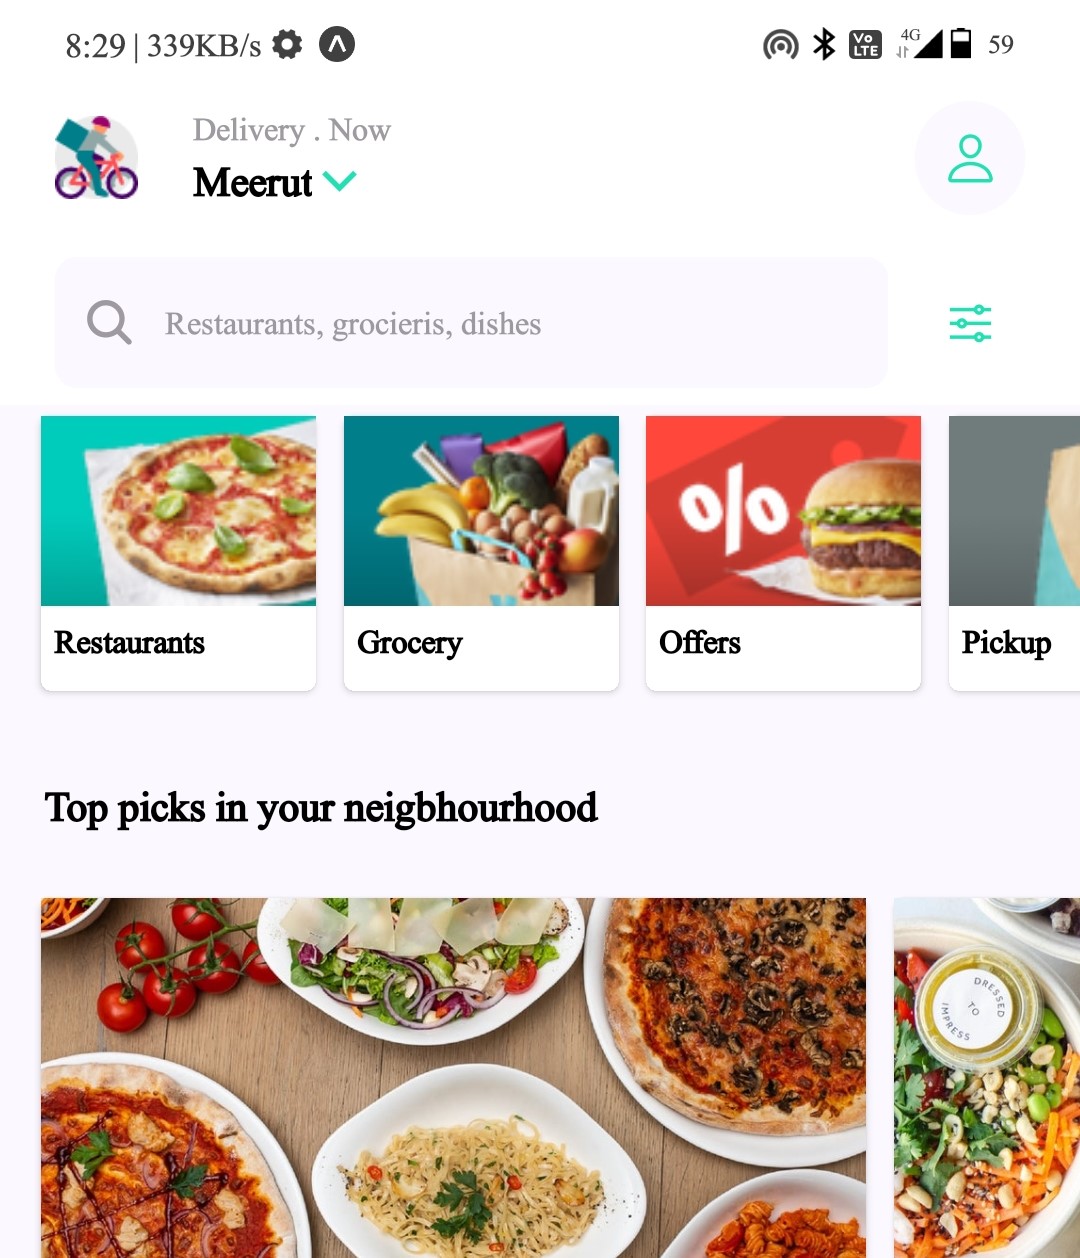 8:29 | 339KB/s
Vo LTE 4G 59
Delivery . Now
Meerut
Restaurants, grocieris, dishes
%
Restaurants
Grocery
Offers
Pickup
Top picks in your neigbhourhood
DRESSED
TO
IMPRESS